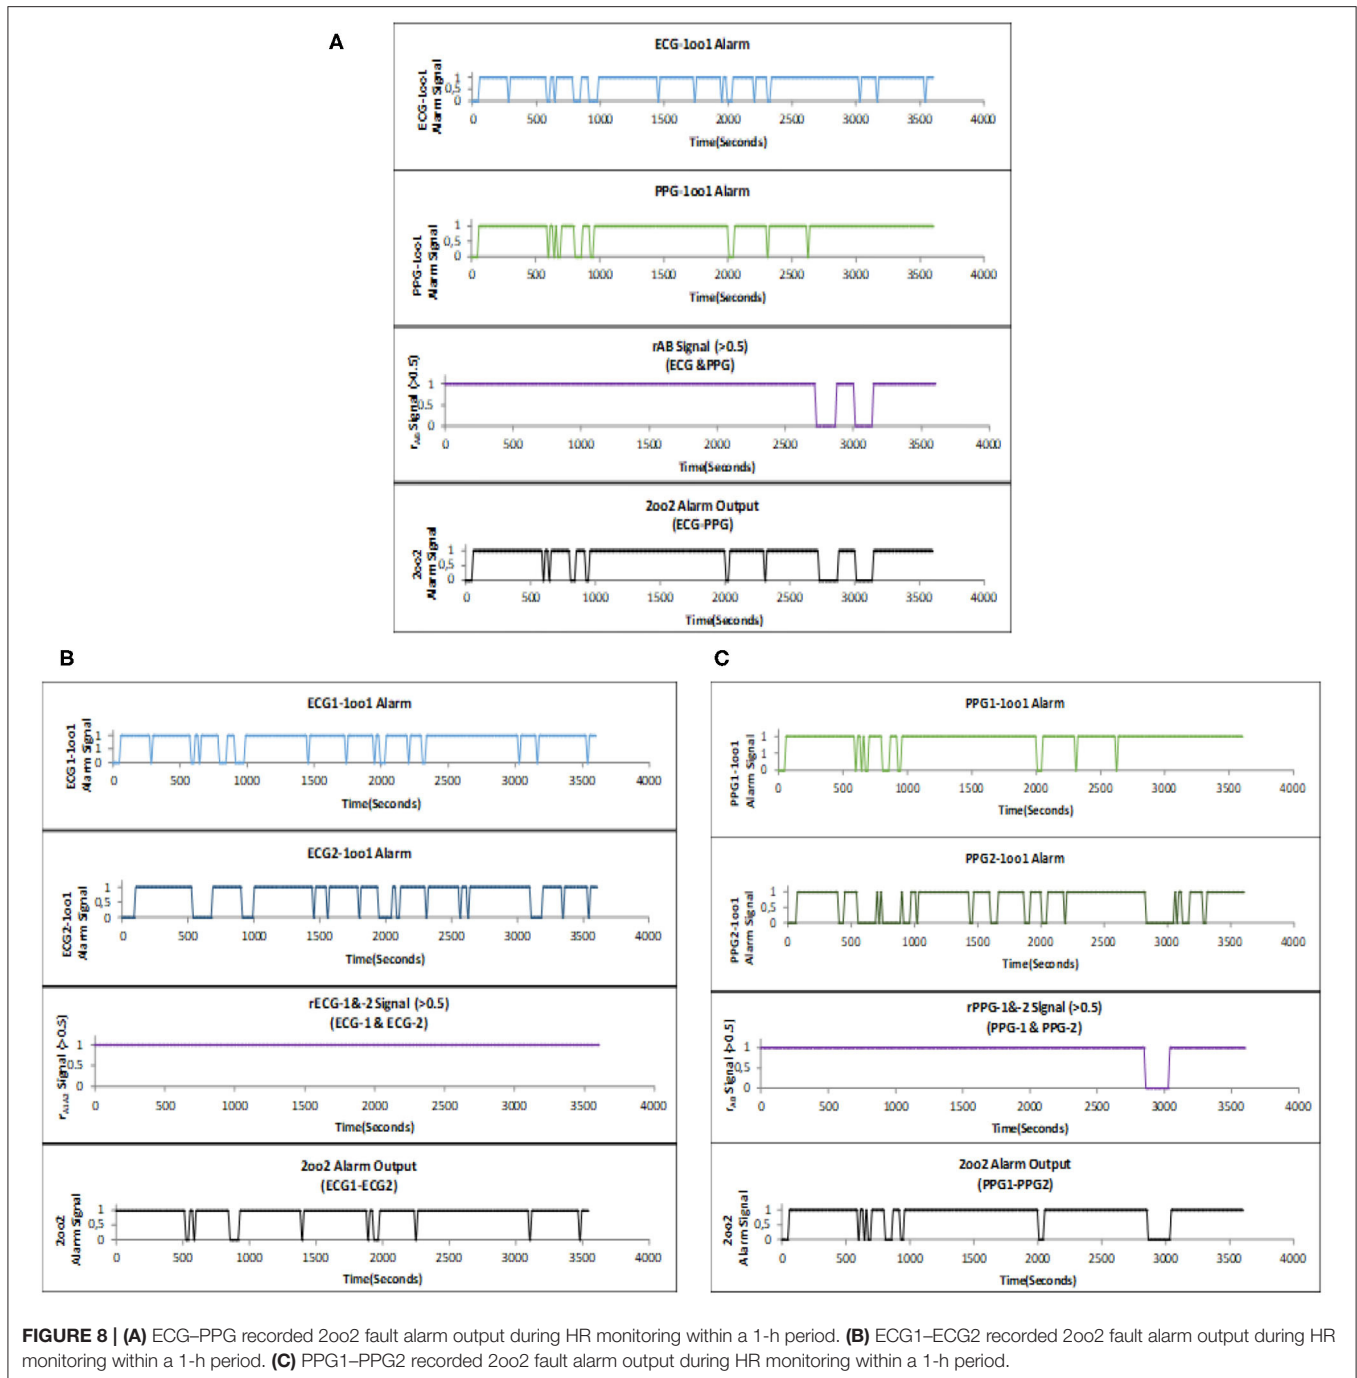 A
ECG-1oo1 Alarm
ECG-1oo1
Alarm Signal
1
0,5
0
0 500 1000 1500 2000 2500 3000 3500 4000
Time(Seconds)
PPG-1oo1 Alarm
PPG-1oo1
Alarm Signal
1
0,5
0
0 500 1000 1500 2000 2500 3000 3500 4000
Time(Seconds)
rAB Signal (>0.5)
(ECG &PPG)
rAB Signal (>0.5)
1
0.5
0
0 500 1000 1500 2000 2500 3000 3500 4000
Time(Seconds)
2oo2 Alarm Output
(ECG-PPG)
2oo2
Alarm Signal
1
0,5
0
0 500 1000 1500 2000 2500 3000 3500 4000
Time(Seconds)
B
ECG1-1oo1 Alarm
ECG1-1oo1
Alarm Signal
1
1
0
0 500 1000 1500 2000 2500 3000 3500 4000
Time(Seconds)
ECG2-1oo1 Alarm
ECG2-1oo1
Alarm Signal
1
0,5
0
0 500 1000 1500 2000 2500 3000 3500 4000
Time(Seconds)
rECG-1&-2 Signal (>0.5)
(ECG-1 & ECG-2)
rA1A2 Signal (>0.5)
1
0.5
0
0 500 1000 1500 2000 2500 3000 3500 4000
Time(Seconds)
2oo2 Alarm Output
(ECG1-ECG2)
2oo2
Alarm Signal
1
0,5
0
0 500 1000 1500 2000 2500 3000 3500 4000
Time(Seconds)
C
PPG1-1oo1 Alarm
PPG1-1oo1
Alarm Signal
1
1
0
0 500 1000 1500 2000 2500 3000 3500 4000
Time(Seconds)
PPG2-1oo1 Alarm
PPG2-1oo1
Alarm Signal
1
0,5
0
0 500 1000 1500 2000 2500 3000 3500 4000
Time(Seconds)
rPPG-1&-2 Signal (>0.5)
(PPG-1 & PPG-2)
rAB Signal (>0.5)
1
0.5
0
0 500 1000 1500 2000 2500 3000 3500 4000
Time(Seconds)
2oo2 Alarm Output
(PPG1-PPG2)
2oo2
Alarm Signal
1
0,5
0
0 500 1000 1500 2000 2500 3000 3500 4000
Time(Seconds)
FIGURE 8 | (A) ECG–PPG recorded 2oo2 fault alarm output during HR monitoring within a 1-h period. (B) ECG1–ECG2 recorded 2oo2 fault alarm output during HR
monitoring within a 1-h period. (C) PPG1–PPG2 recorded 2oo2 fault alarm output during HR monitoring within a 1-h period.